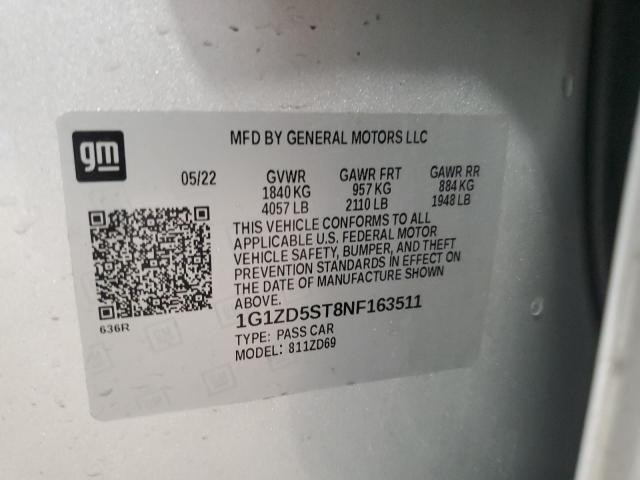 gm
MFD BY GENERAL MOTORS LLC
05/22 GVWR GAWR FRT GAWR RR
1840 KG 957 KG 884 KG
4057 LB 2110 LB 1948 LB
THIS VEHICLE CONFORMS TO ALL
APPLICABLE U.S. FEDERAL MOTOR
VEHICLE SAFETY, BUMPER, AND THEFT
PREVENTION STANDARDS IN EFFECT ON
THE DATE OF MANUFACTURE SHOWN
ABOVE.
636R
1G1ZD5ST8NF163511
TYPE: PASS CAR
MODEL: 811ZD69